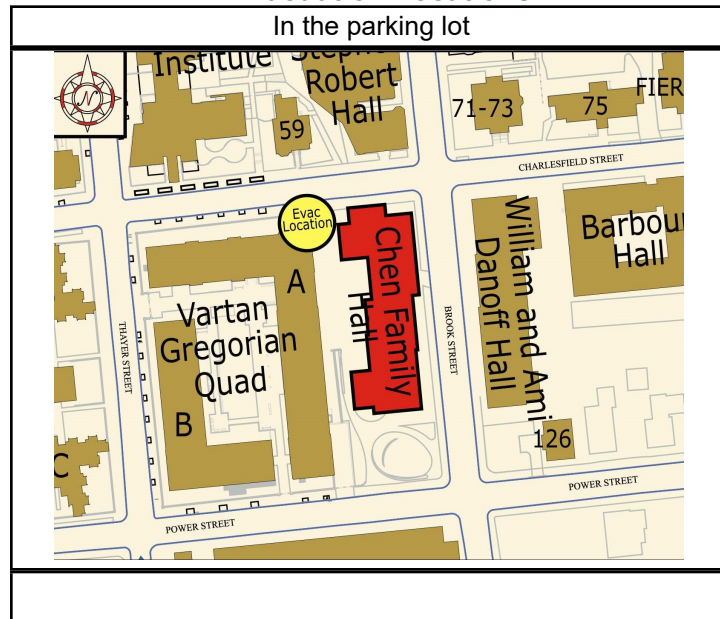 In the parking lot
Institute
Robert
Hall
59
71-73
75
FIER
CHARLESFIELD STREET
N
Evac
Location
A
Vartan
Gregorian
Quad
B
C
Chen Family
Hall
William and Ami
Danoff Hall
Barbour
Hall
126
THAYER STREET
BROOK STREET
POWER STREET
POWER STREET